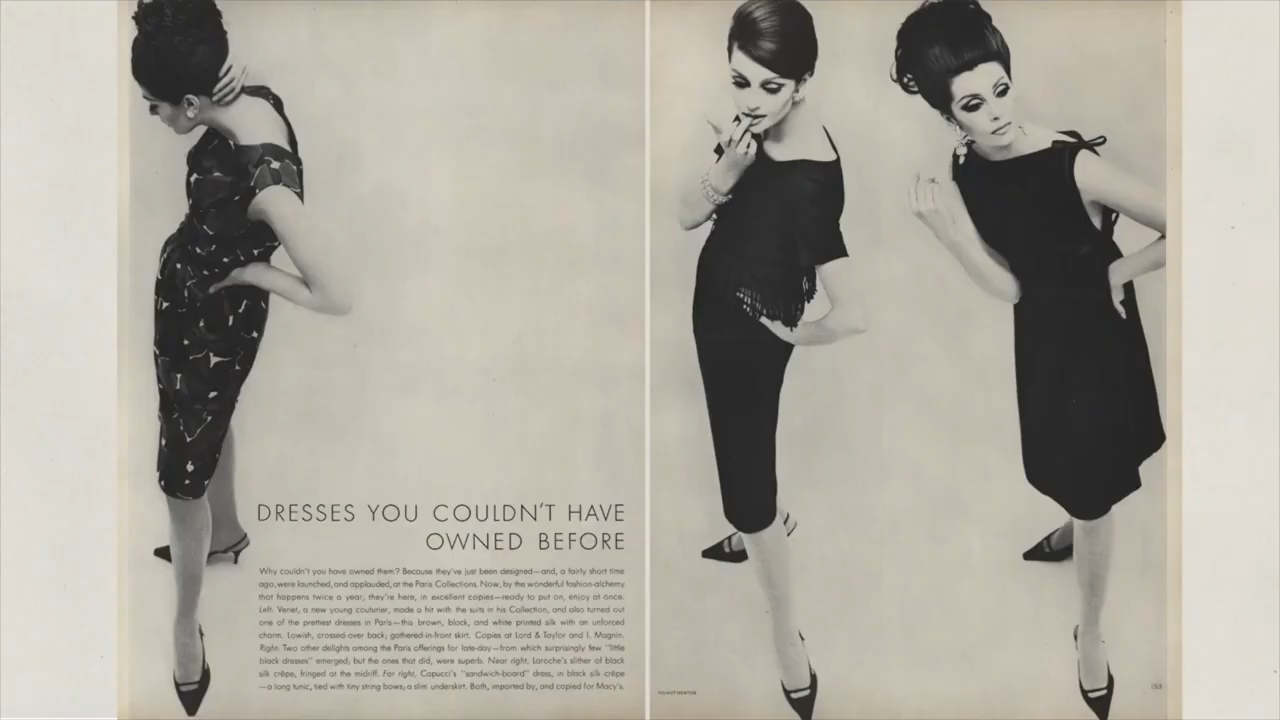 DRESSES YOU COULDN'T HAVE
OWNED BEFORE
Why couldn't you have owned them? Because they've just been designed—and, a fairly short time
ago, were launched, and applauded, at the Paris Collections. Now, by the wonderful fashion-alchemy
that happens twice a year, they're here, in excellent copies—ready to put on, enjoy at once.
Left: Venet, a new young couturier, made a hit with the suits in his Collection, and also turned out
one of the prettiest dresses in Paris—this brown, black, and white printed silk with an unforced
charm. Lowish, crossed-over back; gathered-in-front skirt. Copies at Lord & Taylor and I. Magnin.
Right: Two other delights among the Paris offerings for late-day—from which surprisingly few "little
black dresses" emerged; but the ones that did, were superb. Near right, Laroche's slither of black
silk crêpe, fringed at the midriff. Far right, Capucci's "sandwich-board" dress, in black silk crêpe
—a long tunic, tied with tiny string bows; a slim underskirt. Both, imported by, and copied for Macy's.
HELMUT NEWTON
153